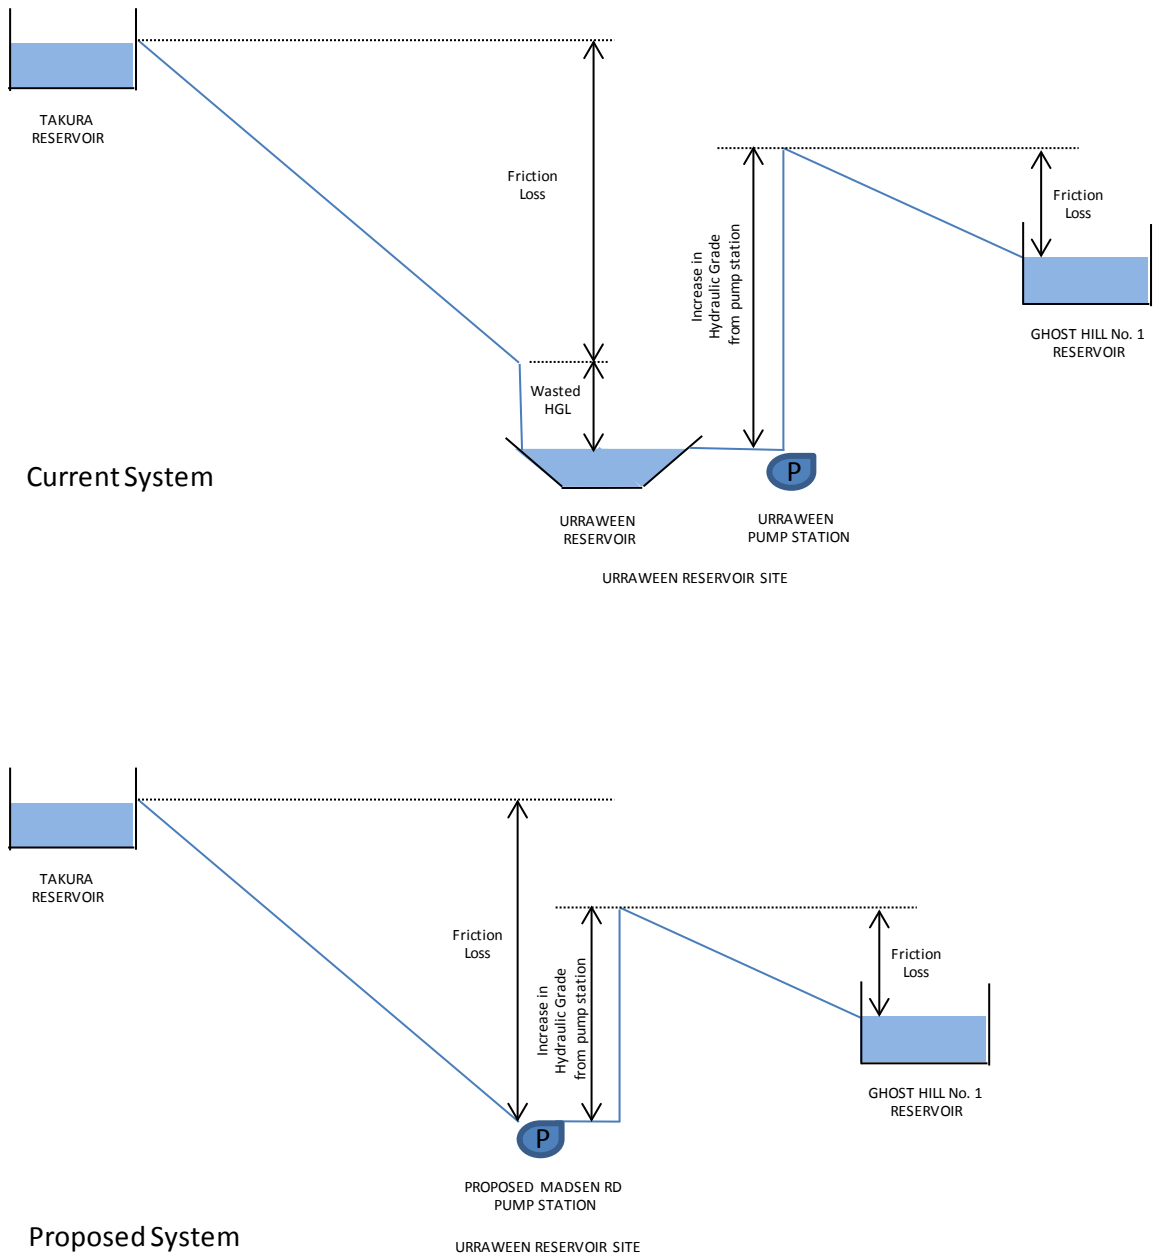 TAKURA
RESERVOIR
Friction
Loss
Increase in
Hydraulic Grade
from pump station
Friction
Loss
GHOST HILL No. 1
RESERVOIR
Wasted
HGL
Current System
P
URRAWEEN
RESERVOIR
URRAWEEN
PUMP STATION
URRAWEEN RESERVOIR SITE
TAKURA
RESERVOIR
Friction
Loss
Increase in
Hydraulic Grade
from pump station
Friction
Loss
GHOST HILL No. 1
RESERVOIR
P
PROPOSED MADSEN RD
PUMP STATION
Proposed System
URRAWEEN RESERVOIR SITE